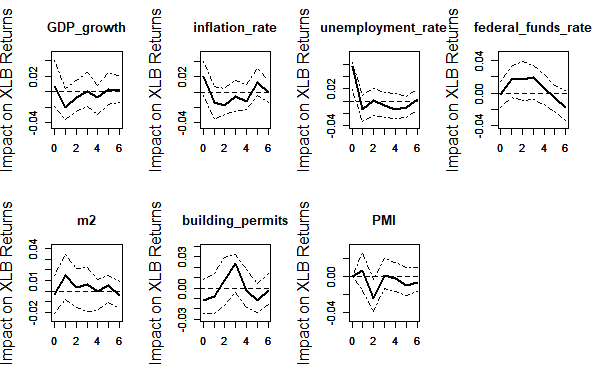 GDP_growth inflation_rate unemployment_rate federal_funds_rate
Impact on XLB Returns
-0.04 0.02
0 2 4 6
Impact on XLB Returns
-0.04 0.02
0 2 4 6
Impact on XLB Returns
-0.04 0.02
0 2 4 6
Impact on XLB Returns
-0.04 0.00 0.04
0 2 4 6
m2 building_permits PMI
Impact on XLB Returns
-0.02 0.01 0.04
0 2 4 6
Impact on XLB Returns
-0.03 0.00 0.03
0 2 4 6
Impact on XLB Returns
-0.04 0.00
0 2 4 6